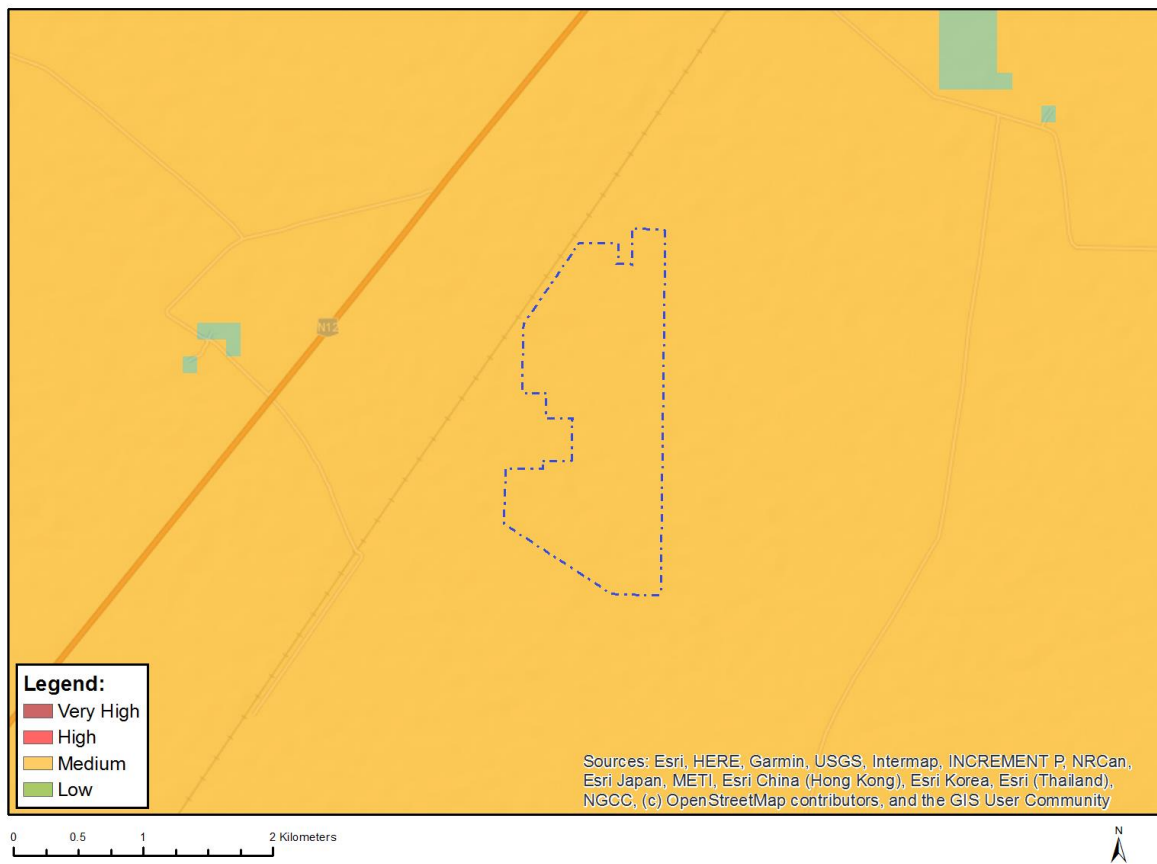 N12
Legend:
Very High
High
Medium
Low
Sources: Esri, HERE, Garmin, USGS, Intermap, INCREMENT P, NRCan,
Esri Japan, METI, Esri China (Hong Kong), Esri Korea, Esri (Thailand),
NGCC, (c) OpenStreetMap contributors, and the GIS User Community
0 0.5 1 2 Kilometers
N